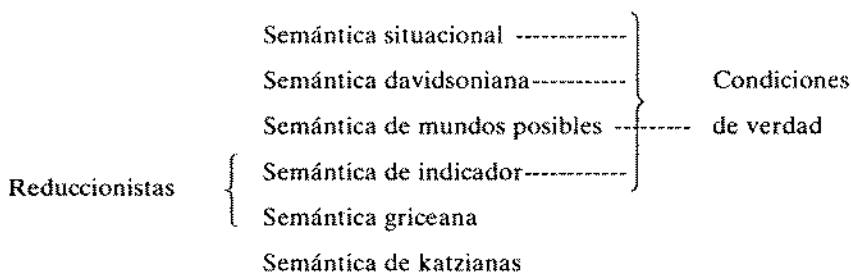 Semántica situacional
Semántica davidsoniana Condiciones
Semántica de mundos posibles de verdad
Reduccionistas Semántica de indicador
Semántica griceana
Semántica de katzianas